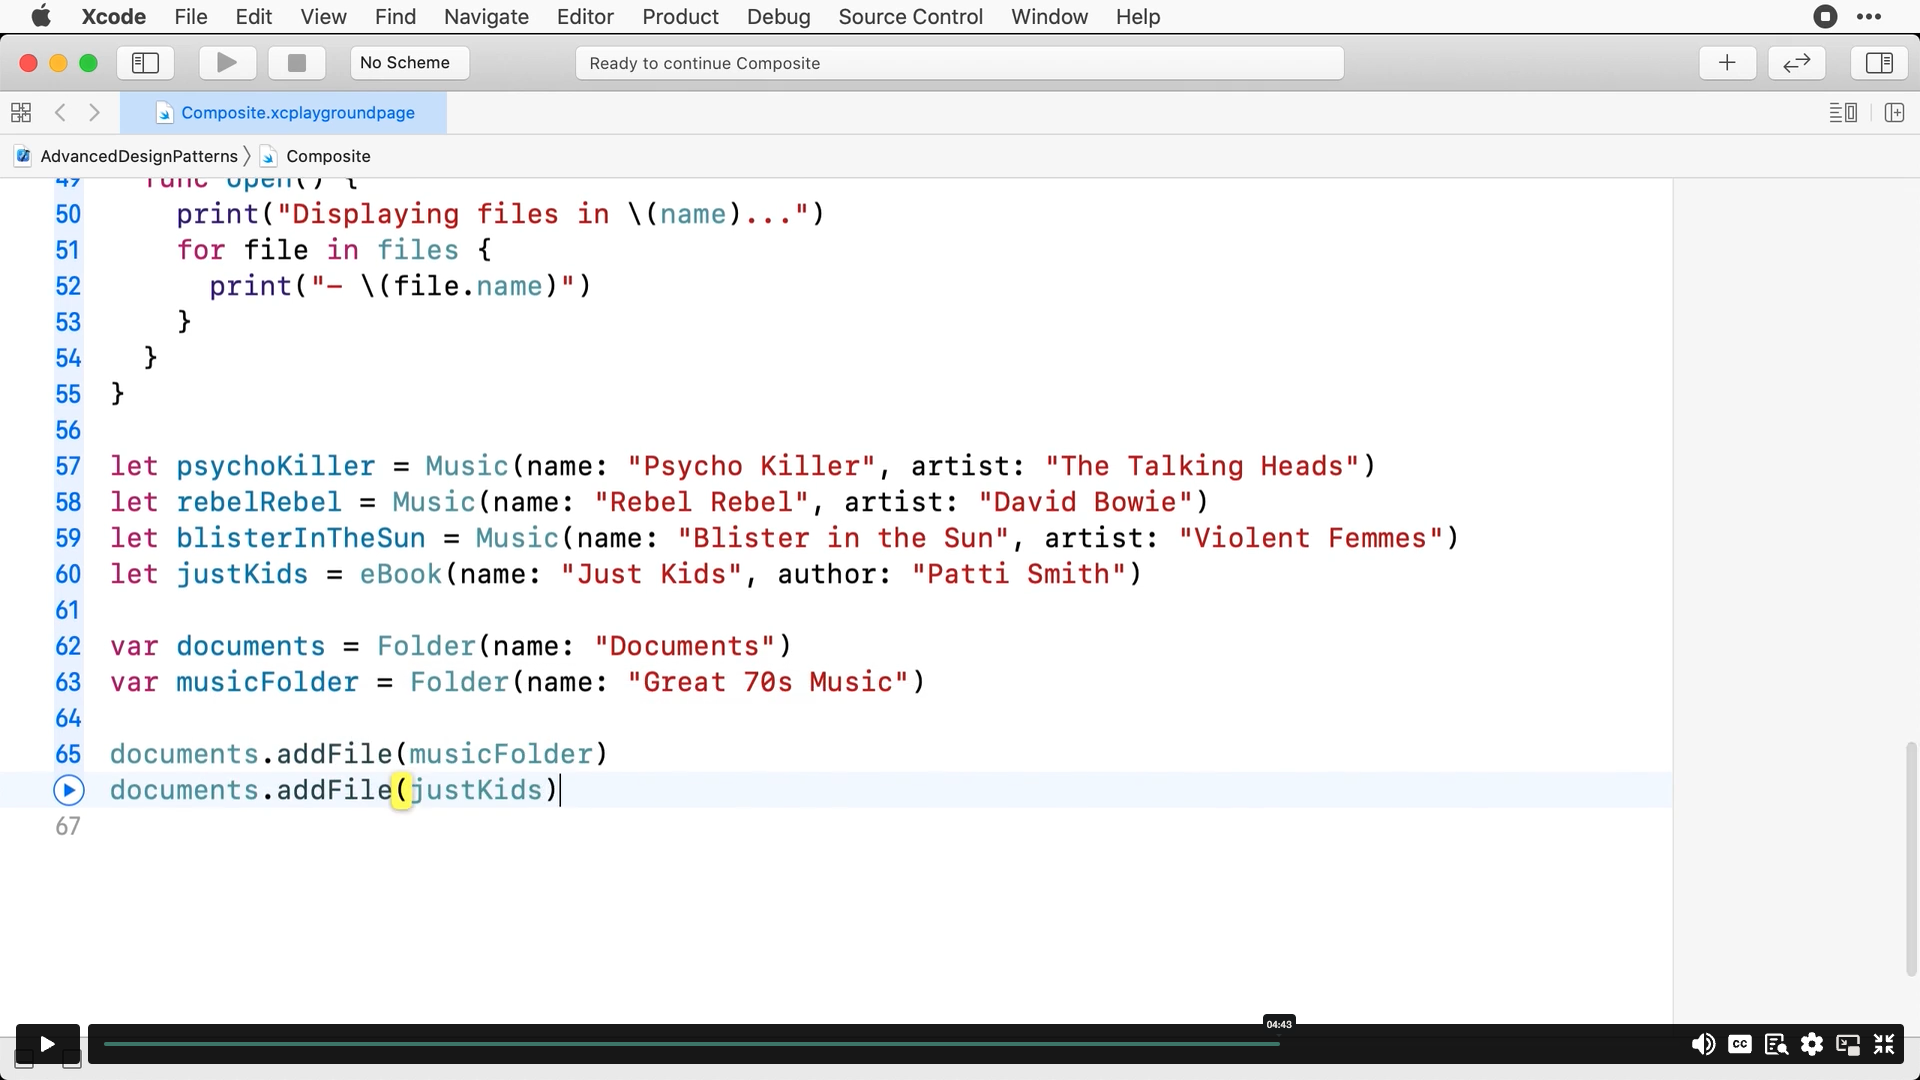 Xcode File Edit View Find Navigate Editor Product Debug Source Control Window Help
No Scheme
Ready to continue Composite
Composite.xcplaygroundpage
AdvancedDesignPatterns 〉 Composite
49 func open() {
50 print("Displaying files in \(name)...")
51 for file in files {
52 print("- \(file.name)")
53 }
54 }
55 }
56
57 let psychoKiller = Music(name: "Psycho Killer", artist: "The Talking Heads")
58 let rebelRebel = Music(name: "Rebel Rebel", artist: "David Bowie")
59 let blisterInTheSun = Music(name: "Blister in the Sun", artist: "Violent Femmes")
60 let justKids = eBook(name: "Just Kids", author: "Patti Smith")
61
62 var documents = Folder(name: "Documents")
63 var musicFolder = Folder(name: "Great 70s Music")
64
65 documents.addFile(musicFolder)
documents.addFile(justKids)
67
04:43
CC